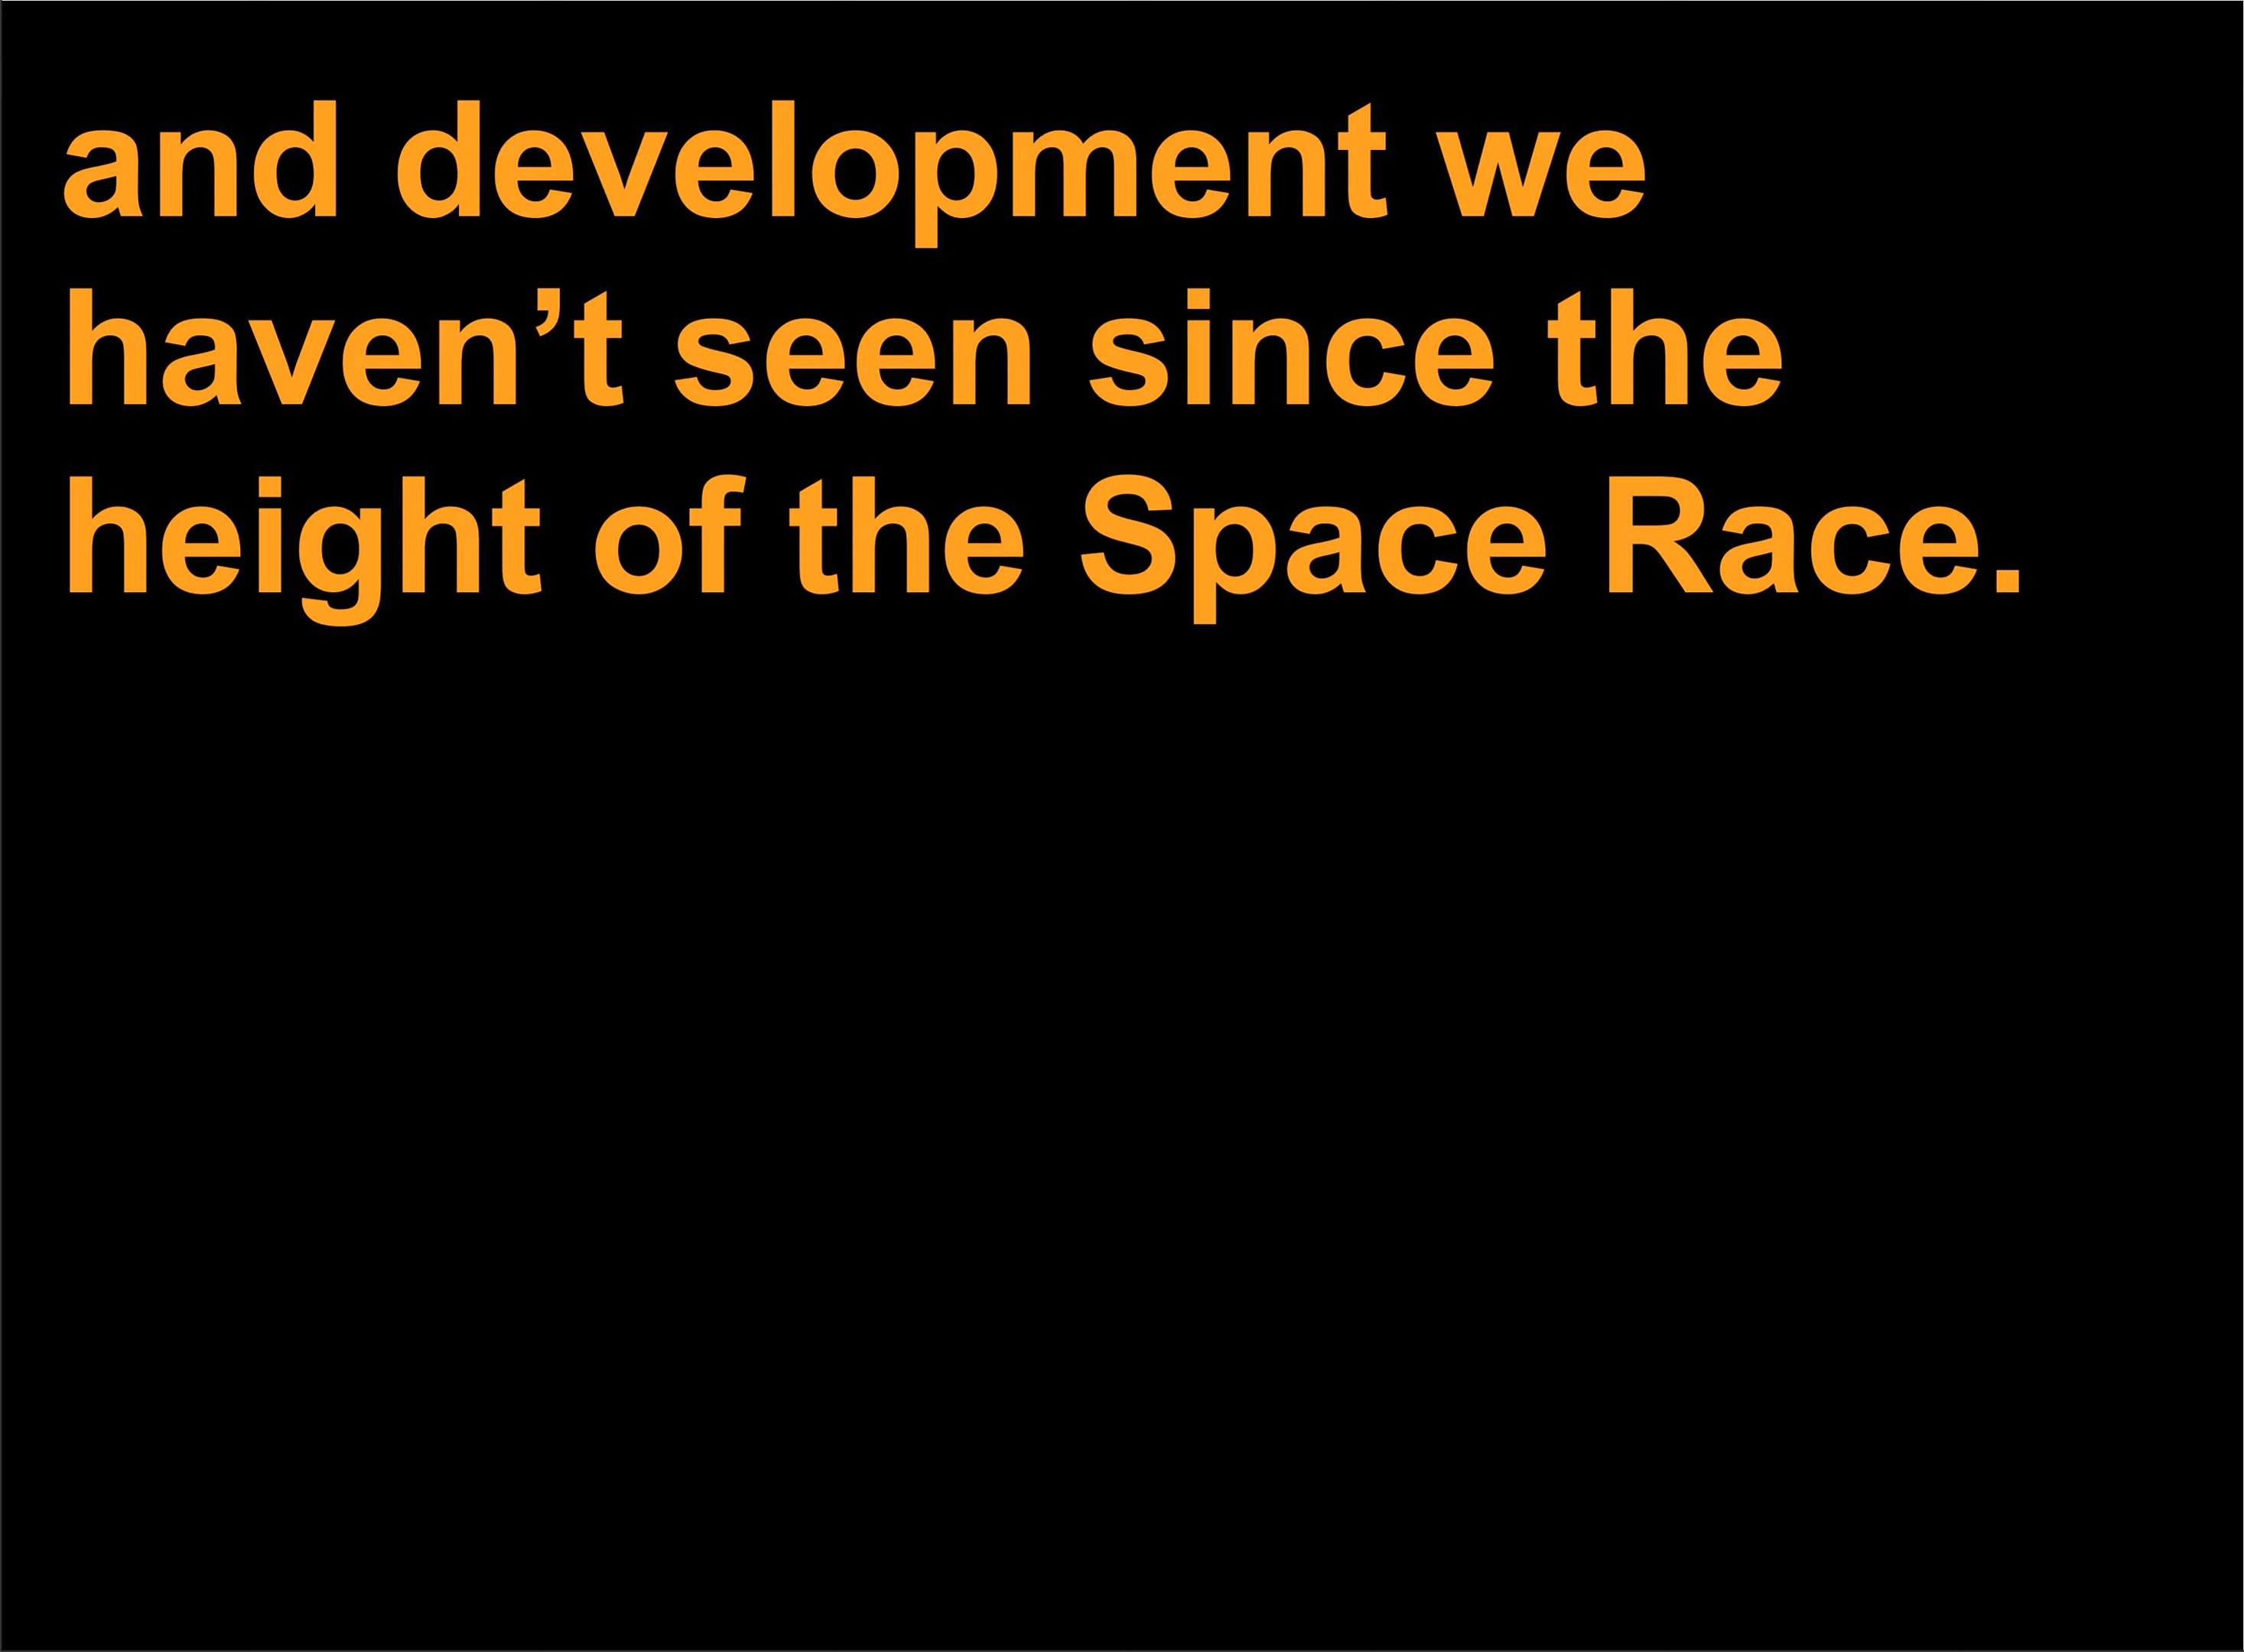 and development we
haven’t seen since the
height of the Space Race.